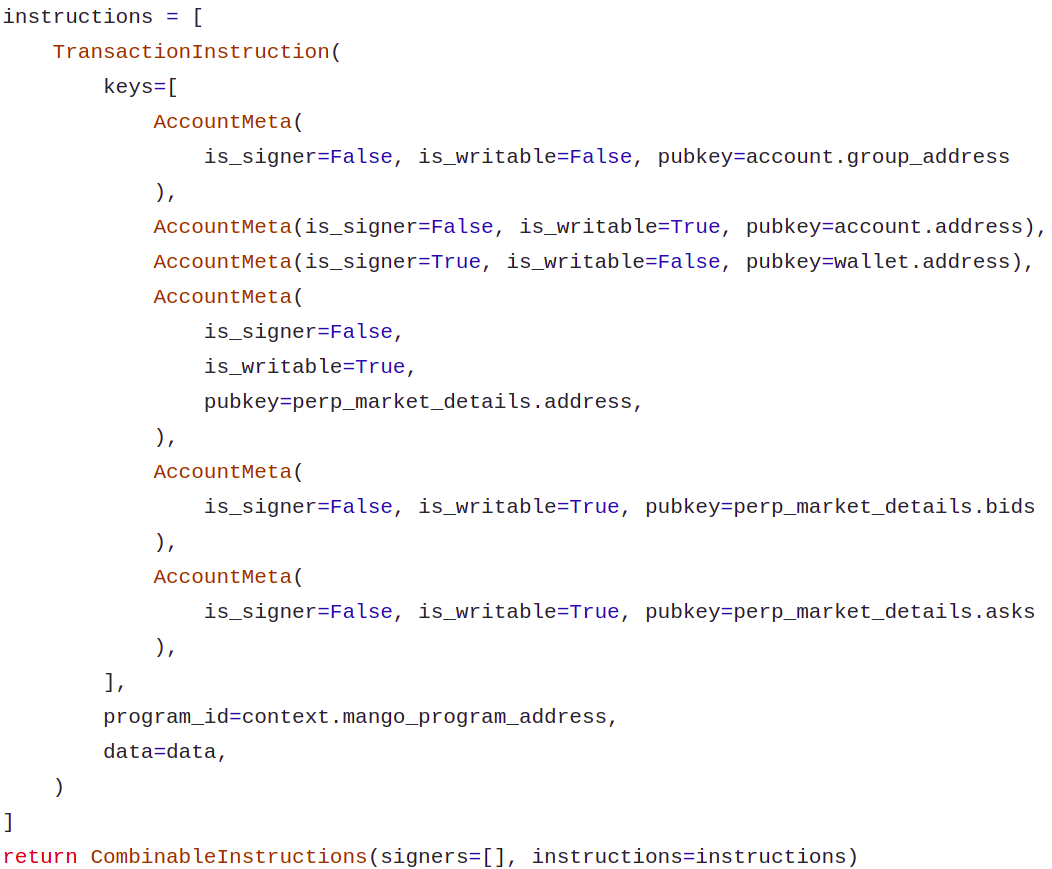 instructions = [
    TransactionInstruction(
        keys=[
            AccountMeta(
                is_signer=False, is_writable=False, pubkey=account.group_address
            ),
            AccountMeta(is_signer=False, is_writable=True, pubkey=account.address),
            AccountMeta(is_signer=True, is_writable=False, pubkey=wallet.address),
            AccountMeta(
                is_signer=False,
                is_writable=True,
                pubkey=perp_market_details.address,
            ),
            AccountMeta(
                is_signer=False, is_writable=True, pubkey=perp_market_details.bids
            ),
            AccountMeta(
                is_signer=False, is_writable=True, pubkey=perp_market_details.asks
            ),
        ],
        program_id=context.mango_program_address,
        data=data,
    )
]
return CombinableInstructions(signers=[], instructions=instructions)